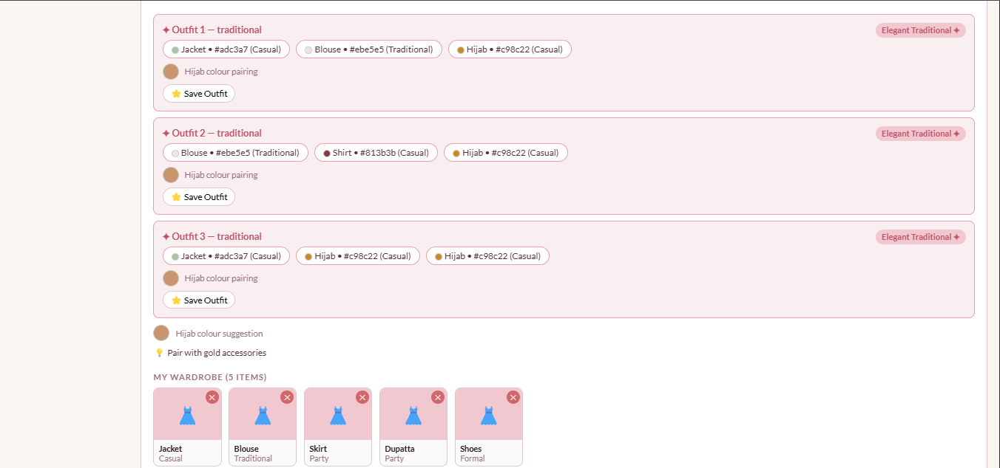 ✦ Outfit 1 — traditional
Elegant Traditional ✦
Jacket • #adc3a7 (Casual) Blouse • #ebe5e5 (Traditional) Hijab • #c98c22 (Casual)
Hijab colour pairing
⭐ Save Outfit
✦ Outfit 2 — traditional
Elegant Traditional ✦
Blouse • #ebe5e5 (Traditional) Shirt • #813b3b (Casual) Hijab • #c98c22 (Casual)
Hijab colour pairing
⭐ Save Outfit
✦ Outfit 3 — traditional
Elegant Traditional ✦
Jacket • #adc3a7 (Casual) Hijab • #c98c22 (Casual) Hijab • #c98c22 (Casual)
Hijab colour pairing
⭐ Save Outfit
Hijab colour suggestion
💡 Pair with gold accessories
MY WARDROBE (5 ITEMS)
Jacket Blouse Skirt Dupatta Shoes
Casual Traditional Party Party Formal